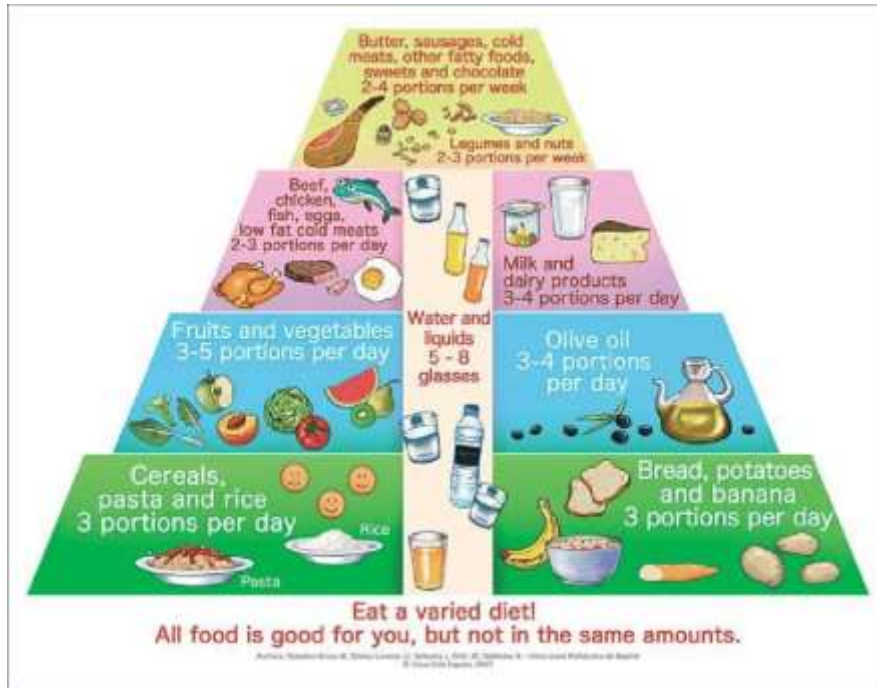 Butter, sausages, cold
meats, other fatty foods,
sweets and chocolate
2-4 portions per week
Legumes and nuts
2-3 portions per week
Beef,
chicken,
fish, eggs,
low fat cold meats
2-3 portions per day
Milk and
dairy products
3-4 portions per day
Fruits and vegetables
3-5 portions per day
Water and
liquids
5 - 8
glasses
Olive oil
3-4 portions
per day
Cereals,
pasta and rice
3 portions per day
Rice
Pasta
Bread, potatoes
and banana
3 portions per day
Eat a varied diet!
All food is good for you, but not in the same amounts.